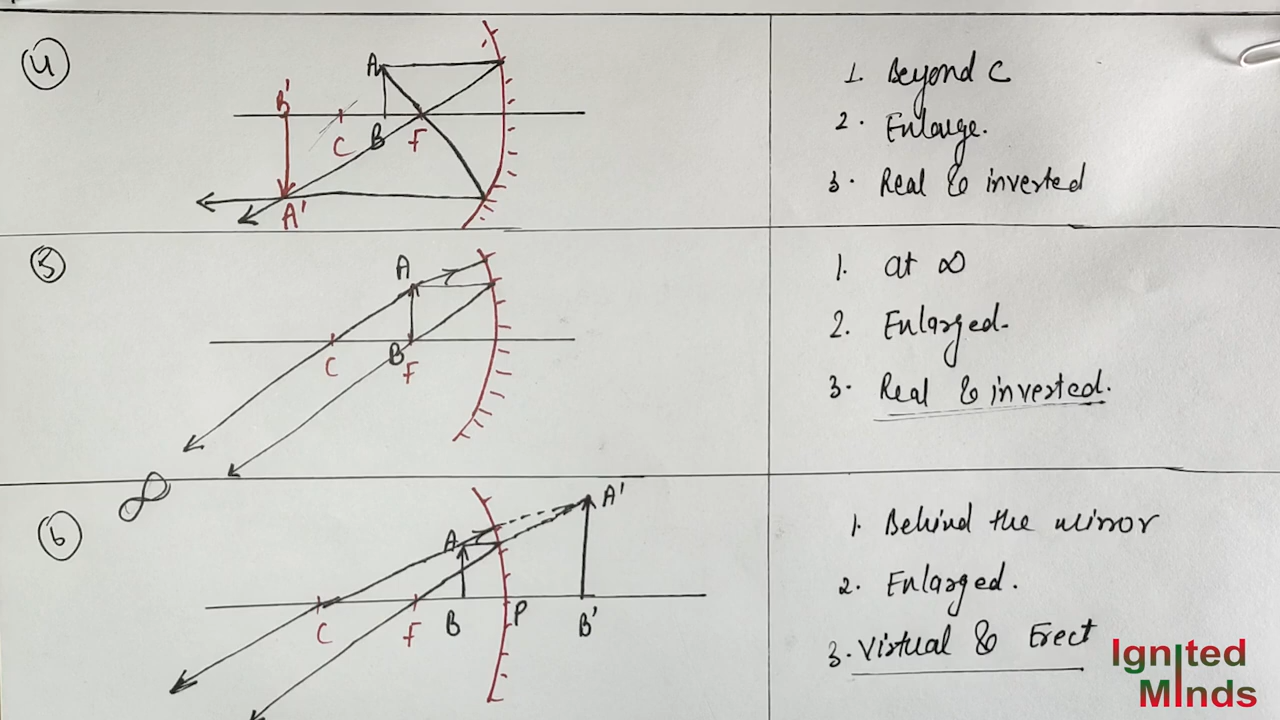 4
A
B'
C
B
F
A'
1. Beyond C
2. Enlarge.
3. Real & inverted
5
A
C
B
F
1. at ∞
2. Enlarged.
3. Real & inverted.
∞
6
A
A'
C
F
B
P
B'
1. Behind the mirror
2. Enlarged.
3. Virtual & Erect
Ignited
Minds